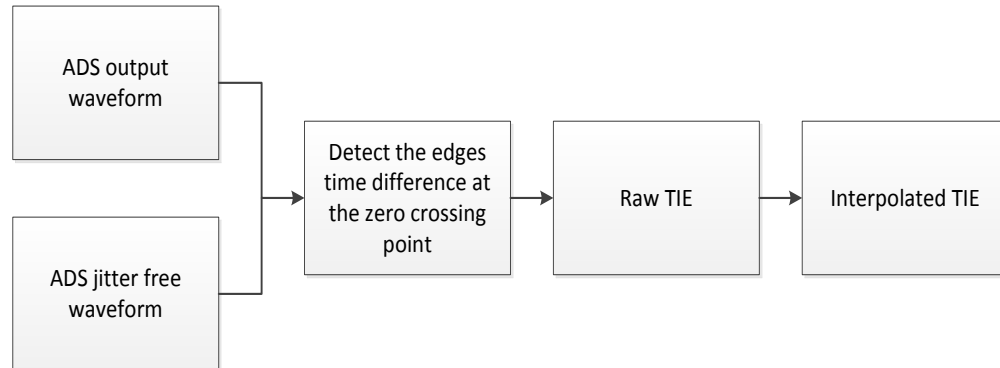 ADS output
waveform
ADS jitter free
waveform
Detect the edges
time difference at
the zero crossing
point
Raw TIE
Interpolated TIE